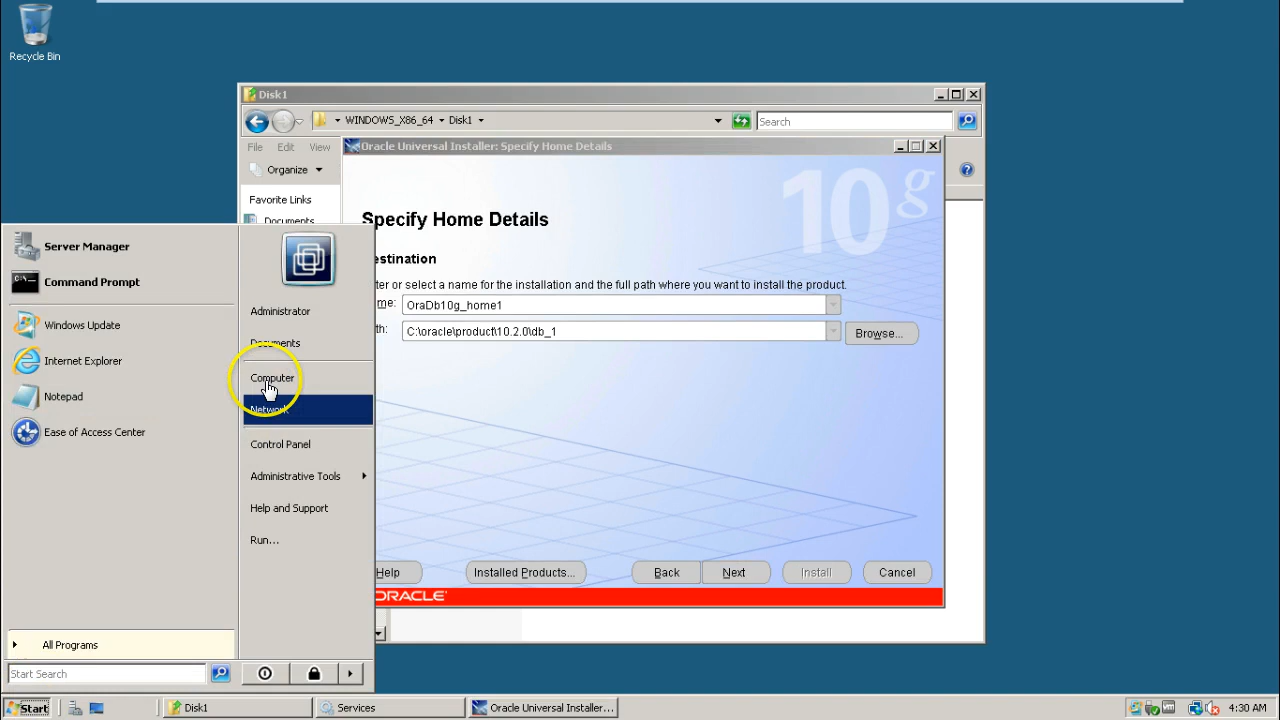 Recycle Bin
Disk1
WINDOWS_X86_64 Disk1
Search
File Edit View
Organize
Favorite Links
Documents
Oracle Universal Installer: Specify Home Details
10g
Specify Home Details
estination
ter or select a name for the installation and the full path where you want to install the product.
me: OraDb10g_home1
th: C:\oracle\product\10.2.0\db_1
Browse...
Help
Installed Products...
Back
Next
Install
Cancel
ORACLE
Server Manager
Command Prompt
Windows Update
Internet Explorer
Notepad
Ease of Access Center
All Programs
Start Search
Administrator
Documents
Computer
Network
Control Panel
Administrative Tools
Help and Support
Run...
Start
Disk1
Services
Oracle Universal Installer...
4:30 AM